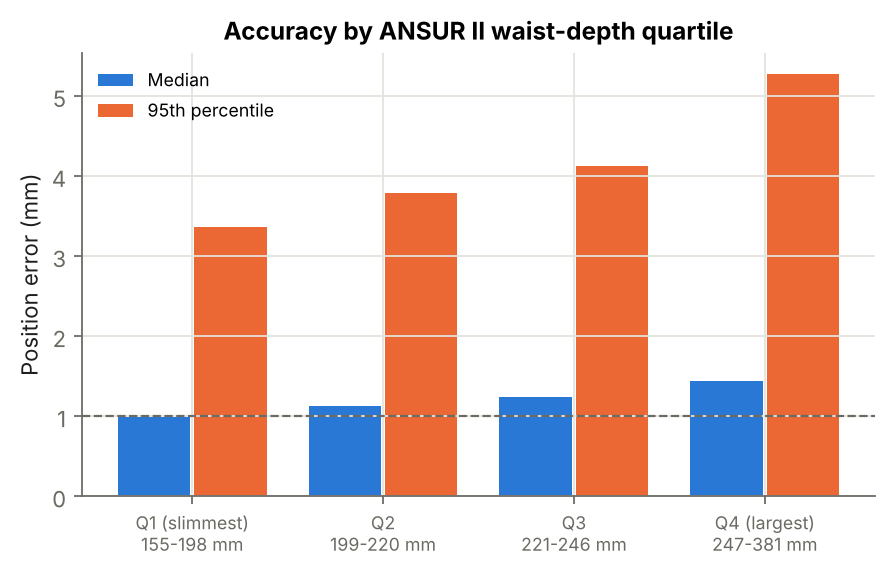 Accuracy by ANSUR II waist-depth quartile
Median
95th percentile
Position error (mm)
5
4
3
2
1
0
Q1 (slimmest)
155-198 mm
Q2
199-220 mm
Q3
221-246 mm
Q4 (largest)
247-381 mm